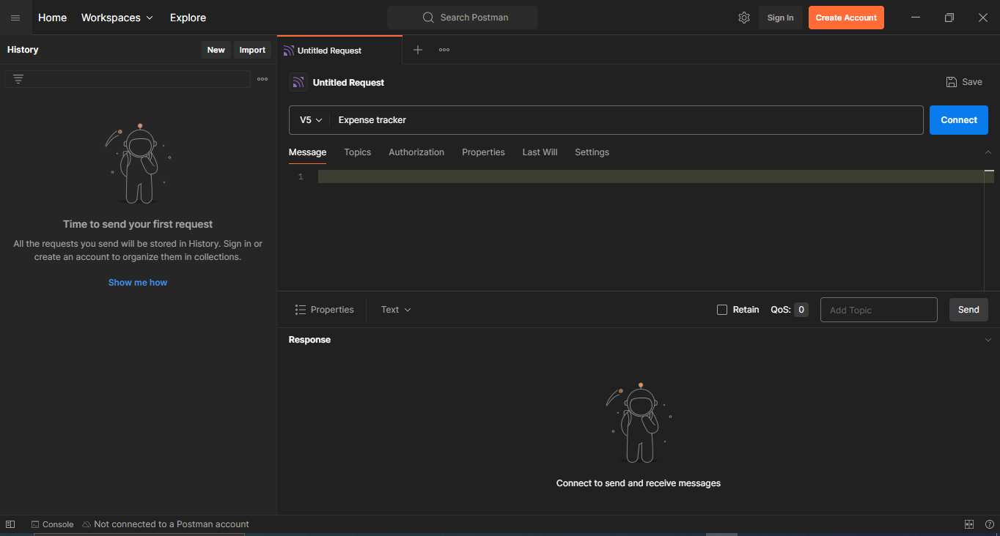 Home Workspaces Explore Search Postman Sign In Create Account
History New Import
Untitled Request
Untitled Request Save
V5 Expense tracker Connect
Message Topics Authorization Properties Last Will Settings
1
Time to send your first request
All the requests you send will be stored in History. Sign in or
create an account to organize them in collections.
Show me how
Properties Text Retain QoS: 0 Add Topic Send
Response
Connect to send and receive messages
Console Not connected to a Postman account